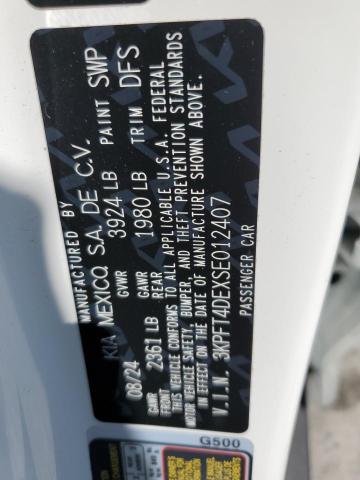 MANUFACTURED BY
KIA MEXICO, S.A. DE C.V.
08/24 GVWR 3924 LB PAINT SWP
GAWR FRONT 2361 LB GAWR REAR 1980 LB TRIM DFS
THIS VEHICLE CONFORMS TO ALL APPLICABLE U.S.A. FEDERAL
MOTOR VEHICLE SAFETY, BUMPER, AND THEFT PREVENTION STANDARDS
IN EFFECT ON THE DATE OF MANUFACTURE SHOWN ABOVE.
V.I.N. 3KPFT4DEXSE012407
PASSENGER CAR
G500